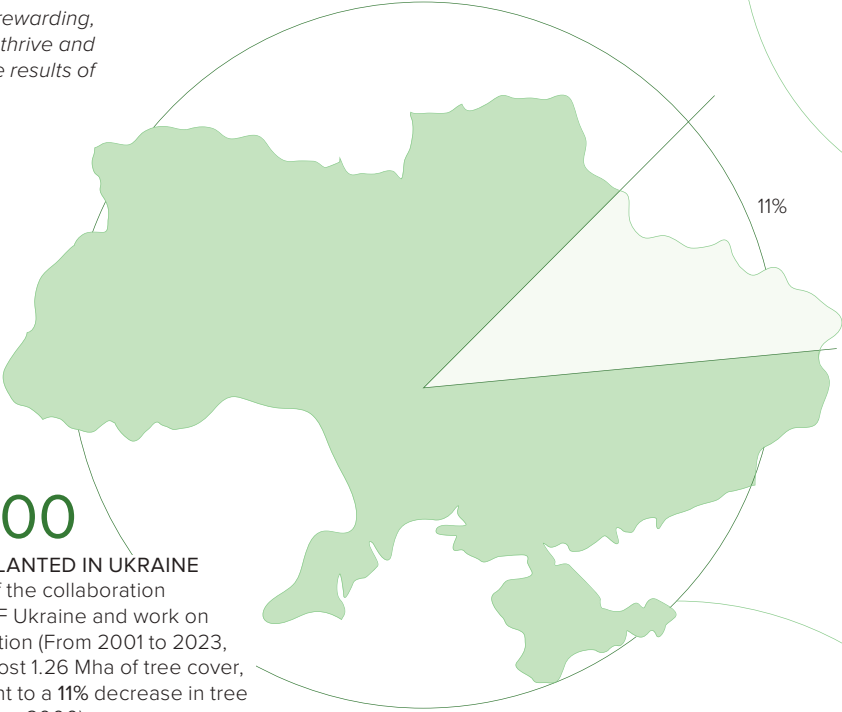 rewarding,
thrive and
results of
11%
00
LANTED IN UKRAINE
the collaboration
F Ukraine and work on
tion (From 2001 to 2023,
ost 1.26 Mha of tree cover,
nt to a 11% decrease in tree